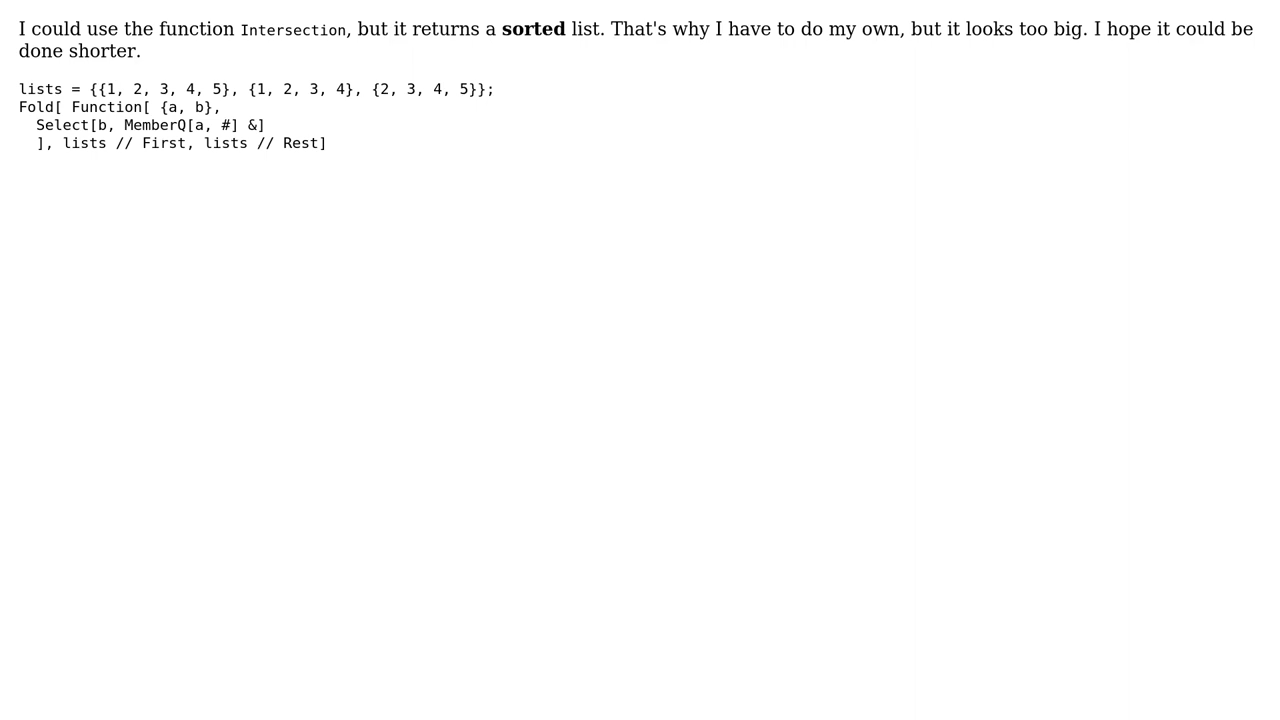 I could use the function Intersection, but it returns a sorted list. That's why I have to do my own, but it looks too big. I hope it could be
done shorter.
lists = {{1, 2, 3, 4, 5}, {1, 2, 3, 4}, {2, 3, 4, 5}};
Fold[ Function[ {a, b},
  Select[b, MemberQ[a, #] &]
  ], lists // First, lists // Rest]